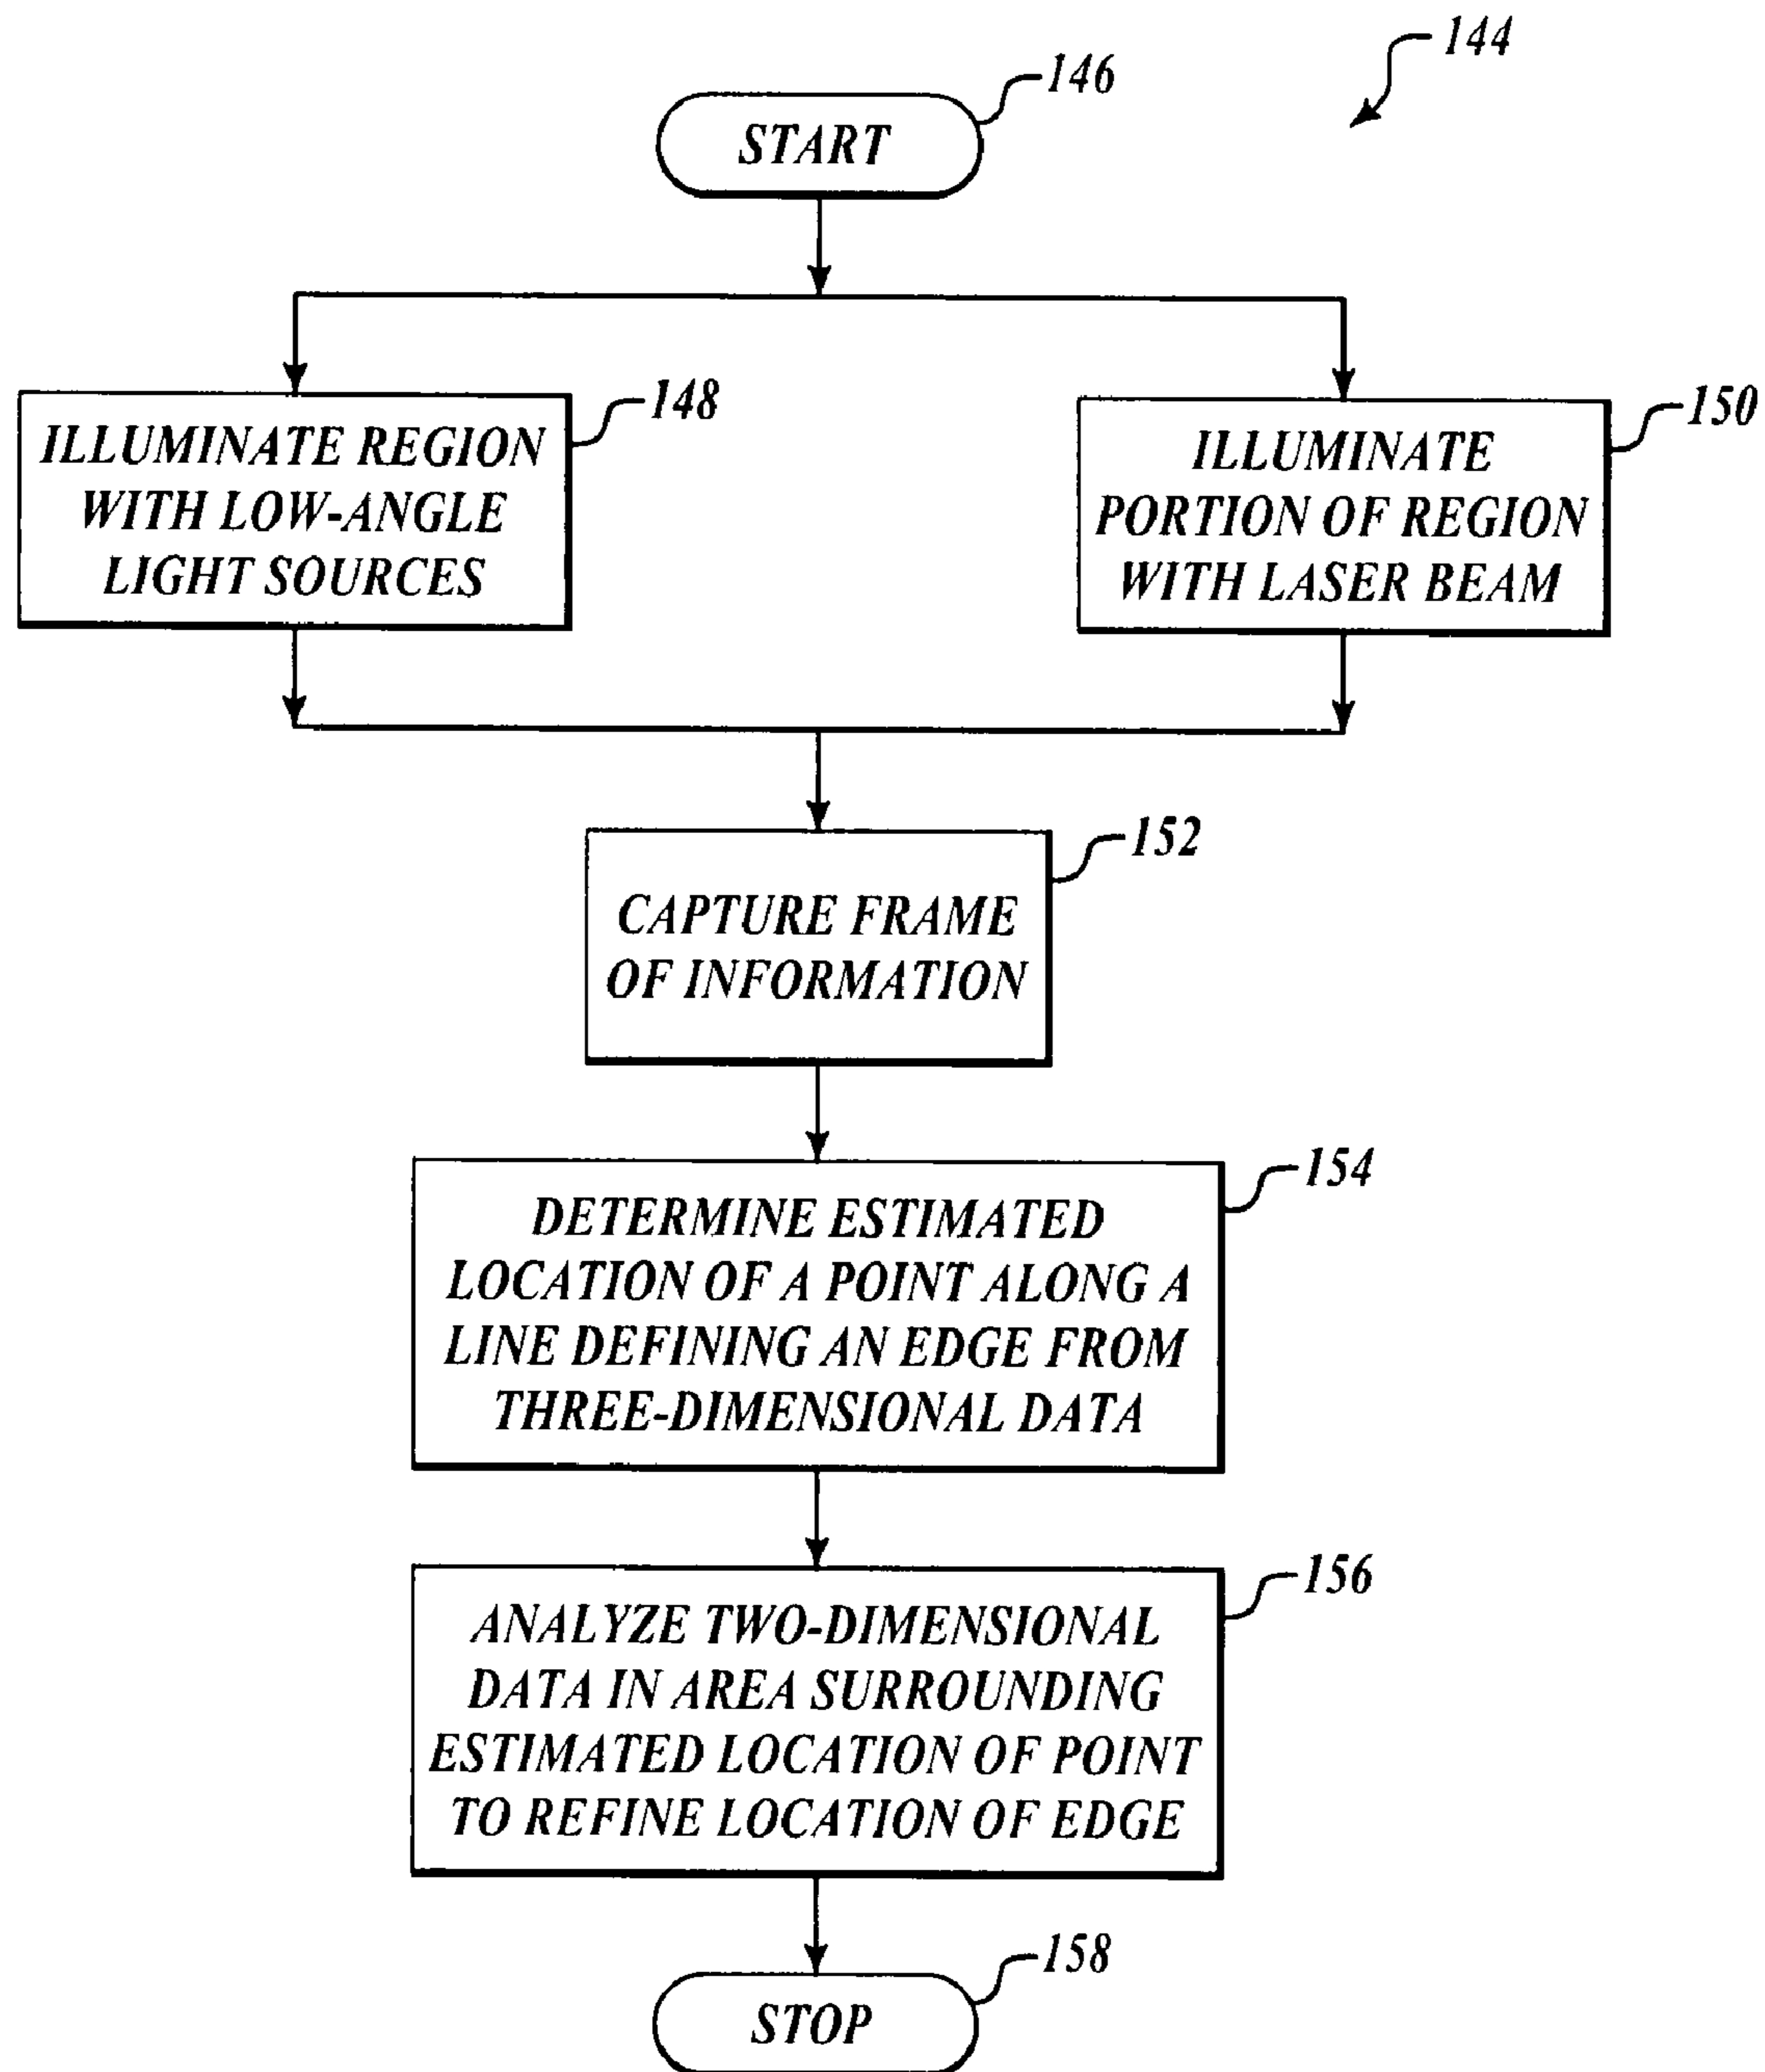 144
146
START
148
ILLUMINATE REGION
WITH LOW-ANGLE
LIGHT SOURCES
150
ILLUMINATE
PORTION OF REGION
WITH LASER BEAM
152
CAPTURE FRAME
OF INFORMATION
154
DETERMINE ESTIMATED
LOCATION OF A POINT ALONG A
LINE DEFINING AN EDGE FROM
THREE-DIMENSIONAL DATA
156
ANALYZE TWO-DIMENSIONAL
DATA IN AREA SURROUNDING
ESTIMATED LOCATION OF POINT
TO REFINE LOCATION OF EDGE
158
STOP